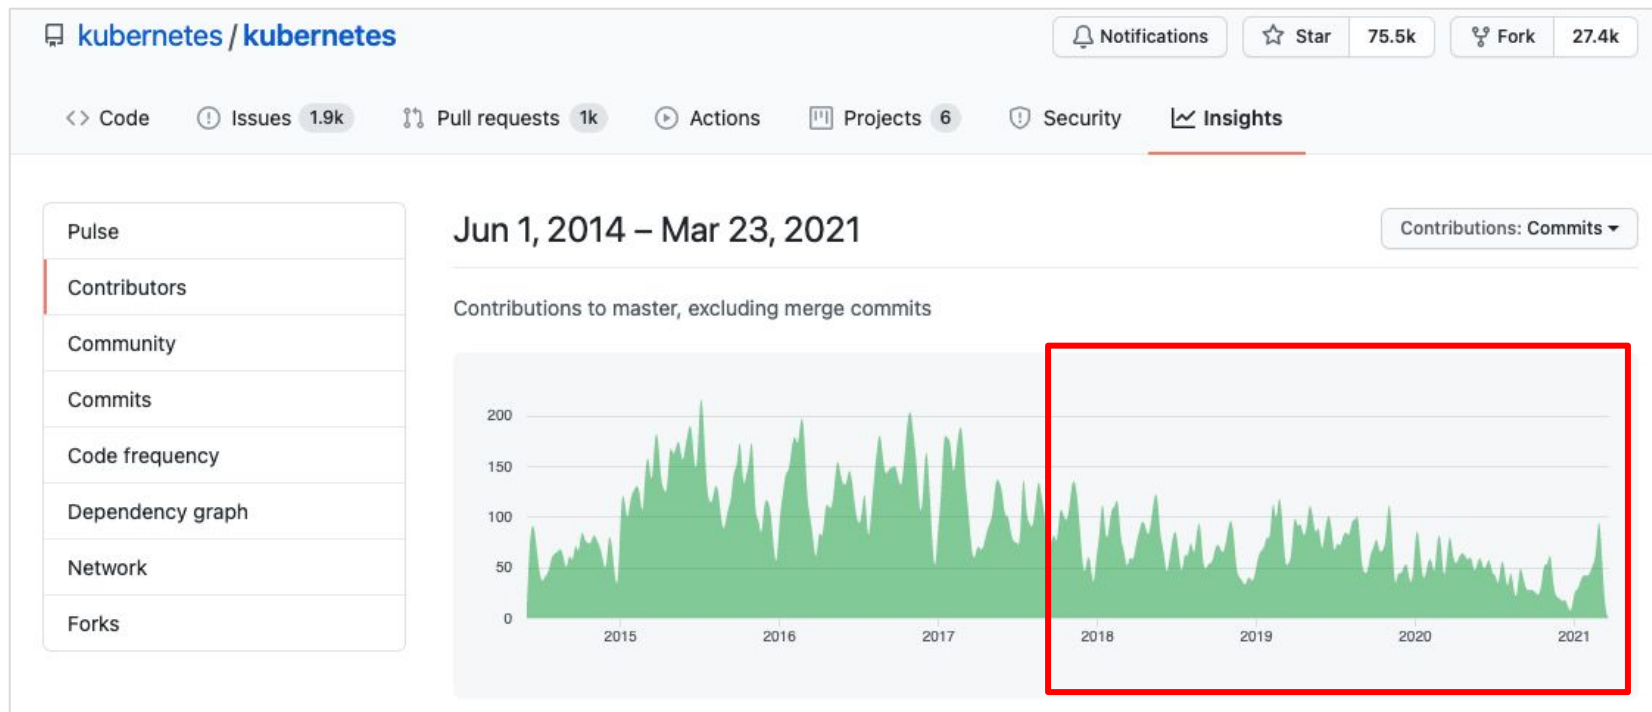 kubernetes / kubernetes
Notifications Star 75.5k Fork 27.4k
Code Issues 1.9k Pull requests 1k Actions Projects 6 Security Insights
Pulse
Contributors
Community
Commits
Code frequency
Dependency graph
Network
Forks
Jun 1, 2014 – Mar 23, 2021
Contributions: Commits
Contributions to master, excluding merge commits
200
150
100
50
0
2015 2016 2017 2018 2019 2020 2021